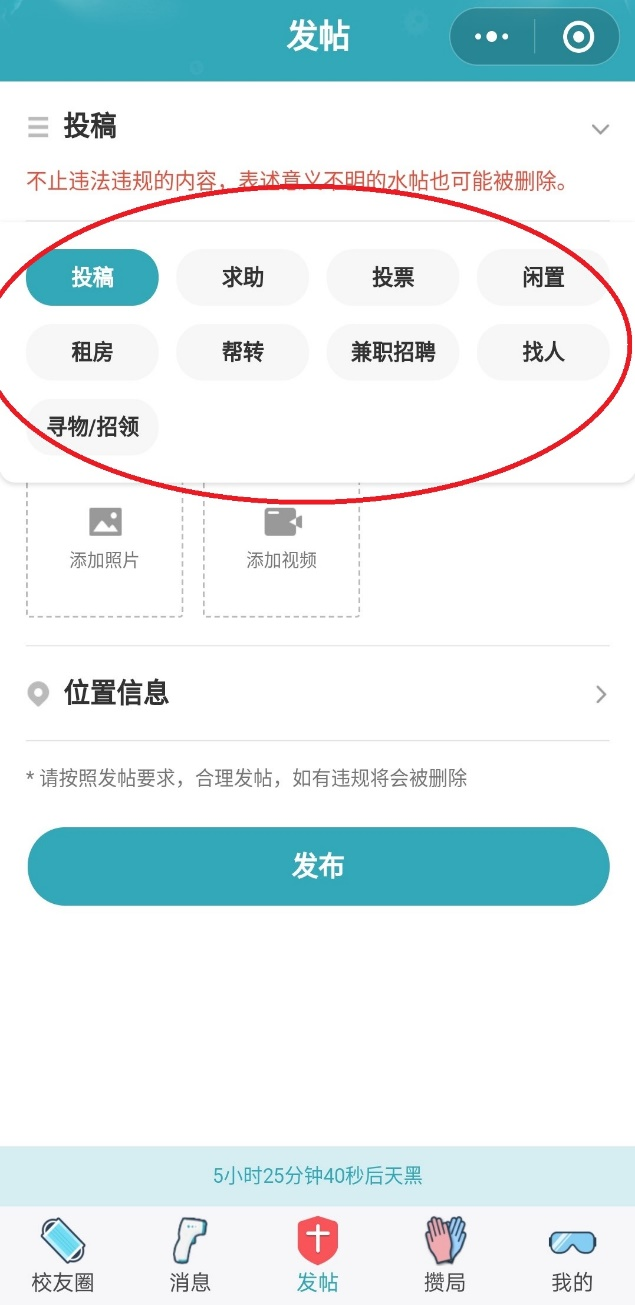 发帖
投稿
不止违法违规的内容，表述意义不明的水帖也可能被删除。
投稿 求助 投票 闲置
租房 帮转 兼职招聘 找人
寻物/招领
添加照片 添加视频
位置信息
* 请按照发帖要求，合理发帖，如有违规将会被删除
发布
5小时25分钟40秒后天黑
校友圈 消息 发帖 攒局 我的